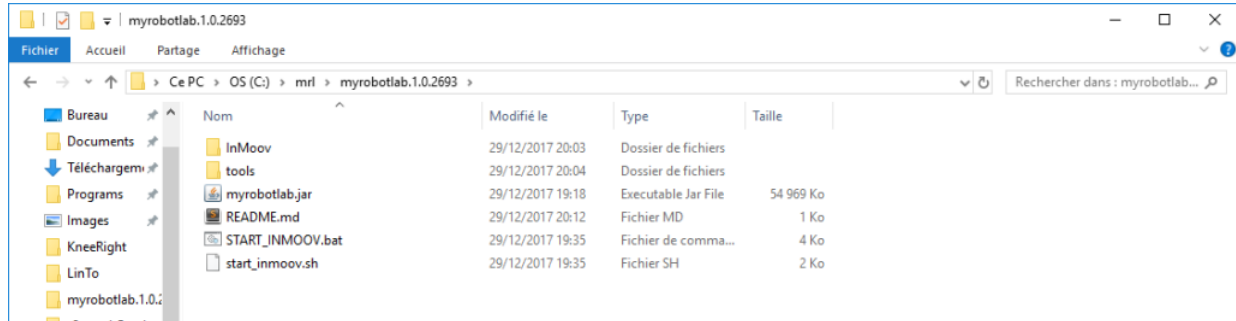 myrobotlab.1.0.2693
Fichier Accueil Partage Affichage
Ce PC > OS (C:) > mrl > myrobotlab.1.0.2693 > Rechercher dans : myrobotlab...
Nom Modifié le Type Taille
Bureau
Documents
Téléchargem
Programs
Images
KneeRight
LinTo
myrobotlab.1.0.2
InMoov 29/12/2017 20:03 Dossier de fichiers
tools 29/12/2017 20:04 Dossier de fichiers
myrobotlab.jar 29/12/2017 19:18 Executable Jar File 54 969 Ko
README.md 29/12/2017 20:12 Fichier MD 1 Ko
START_INMOOV.bat 29/12/2017 19:35 Fichier de comma... 4 Ko
start_inmoov.sh 29/12/2017 19:35 Fichier SH 2 Ko